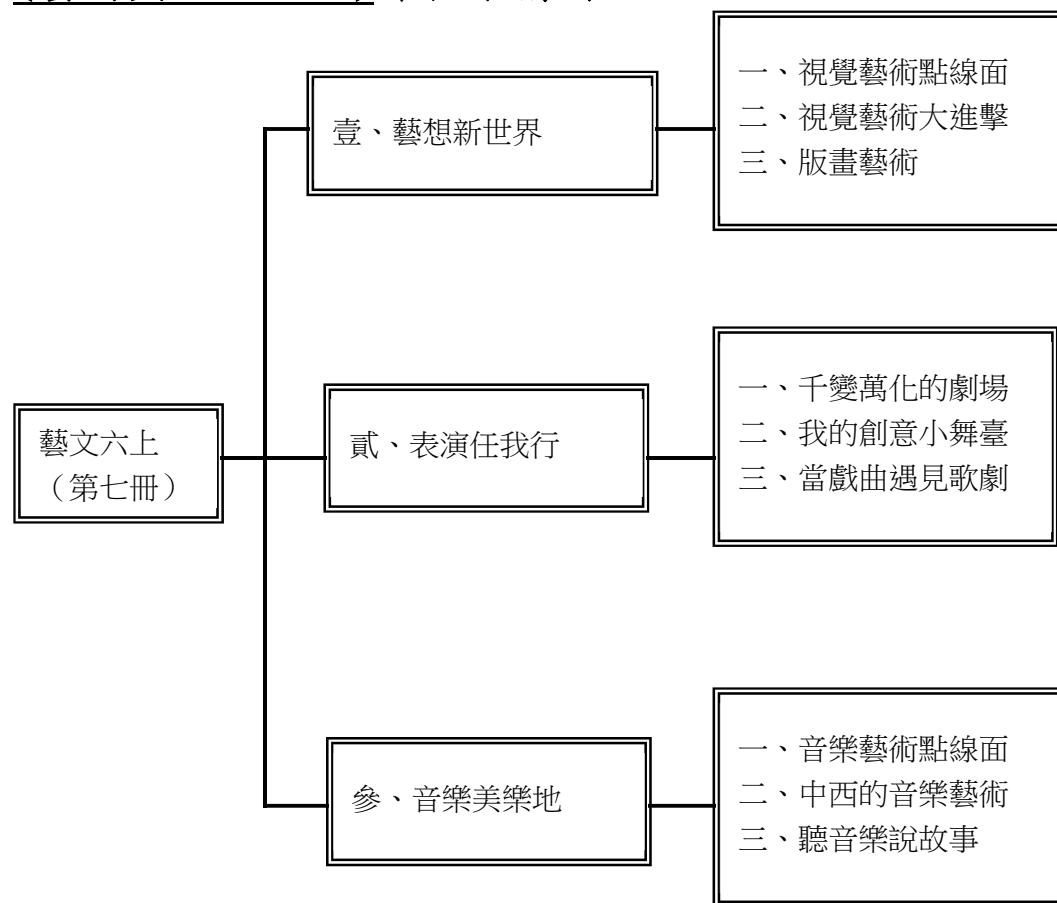 藝文六上
（第七冊）
壹、藝想新世界
一、視覺藝術點線面
二、視覺藝術大進擊
三、版畫藝術
貳、表演任我行
一、千變萬化的劇場
二、我的創意小舞臺
三、當戲曲遇見歌劇
參、音樂美樂地
一、音樂藝術點線面
二、中西的音樂藝術
三、聽音樂說故事